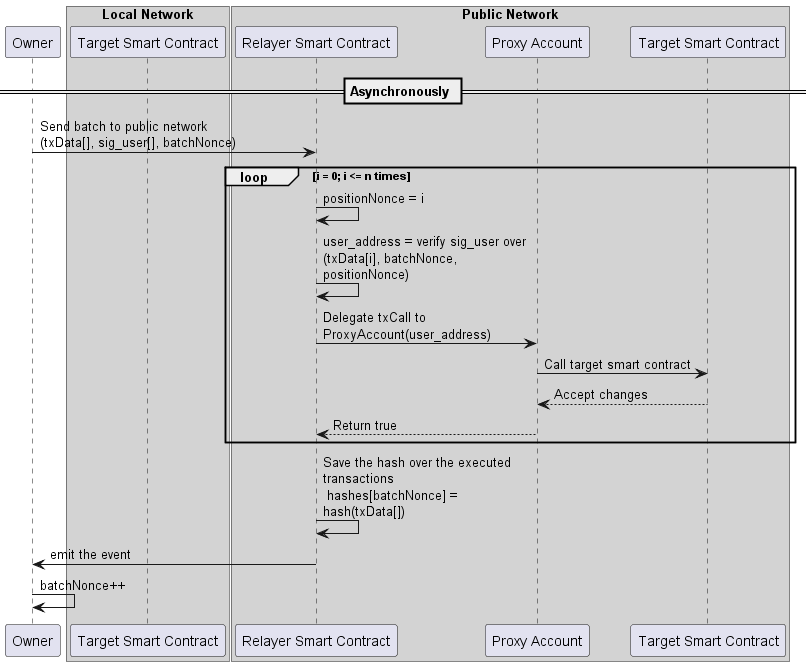 Local Network
Public Network
Owner
Target Smart Contract
Relayer Smart Contract
Proxy Account
Target Smart Contract
Asynchronously
Send batch to public network
(txData[], sig_user[], batchNonce)
loop
[i = 0; i <= n times]
positionNonce = i
user_address = verify sig_user over
(txData[i], batchNonce,
positionNonce)
Delegate txCall to
ProxyAccount(user_address)
Call target smart contract
Accept changes
Return true
Save the hash over the executed
transactions
hashes[batchNonce] =
hash(txData[])
emit the event
batchNonce++
Owner
Target Smart Contract
Relayer Smart Contract
Proxy Account
Target Smart Contract